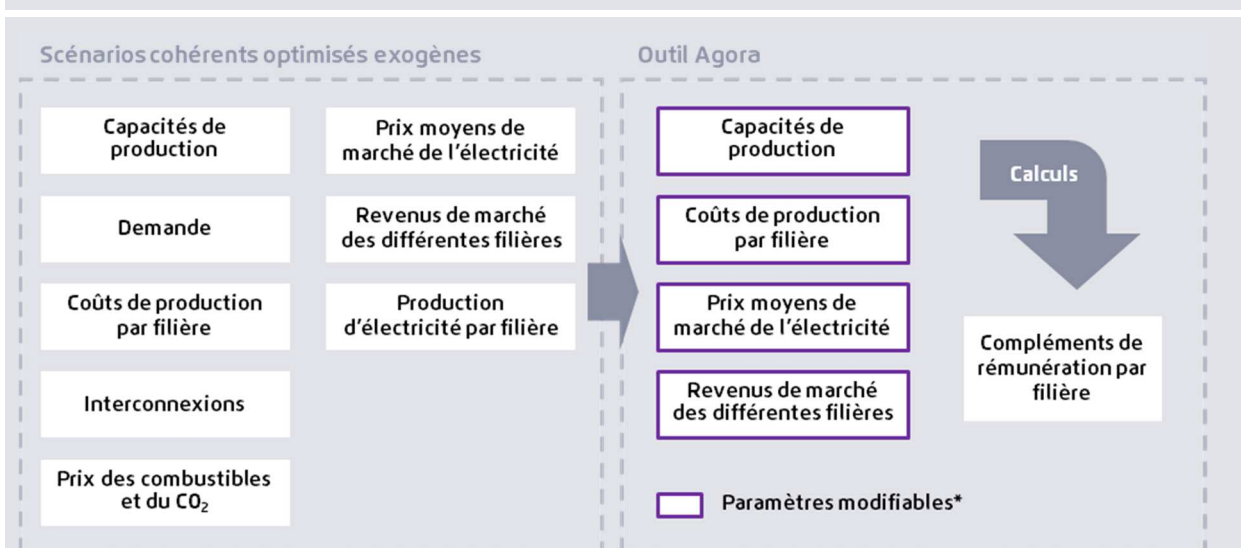 Scénarios cohérents optimisés exogènes
Capacités de
production
Demande
Coûts de production
par filière
Interconnexions
Prix des combustibles
et du CO₂
Prix moyens de
marché de l'électricité
Revenus de marché
des différentes filières
Production
d'électricité par filière
Outil Agora
Capacités de
production
Coûts de production
par filière
Prix moyens de
marché de l'électricité
Revenus de marché
des différentes filières
Paramètres modifiables*
Calculs
Compléments de
rémunération par
filière